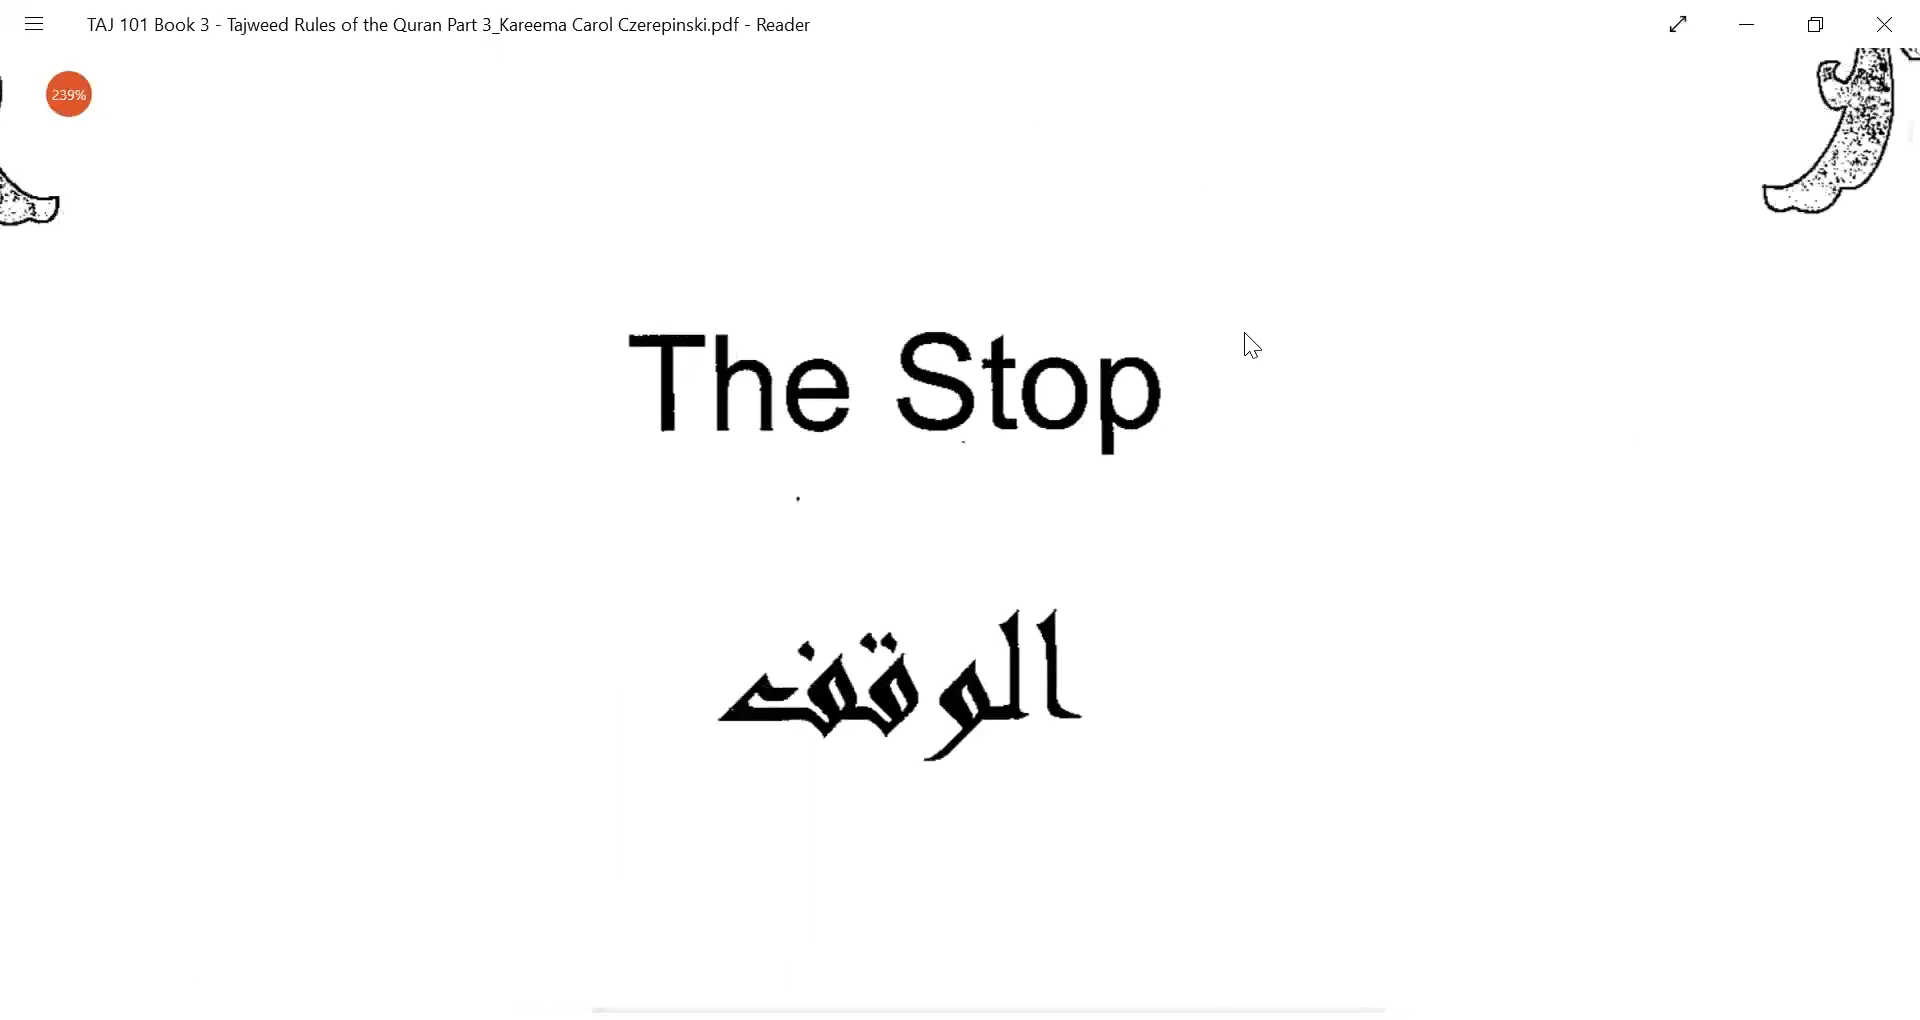 TAJ 101 Book 3 - Tajweed Rules of the Quran Part 3_Kareema Carol Czerepinski.pdf - Reader
239%
The Stop
الوقف